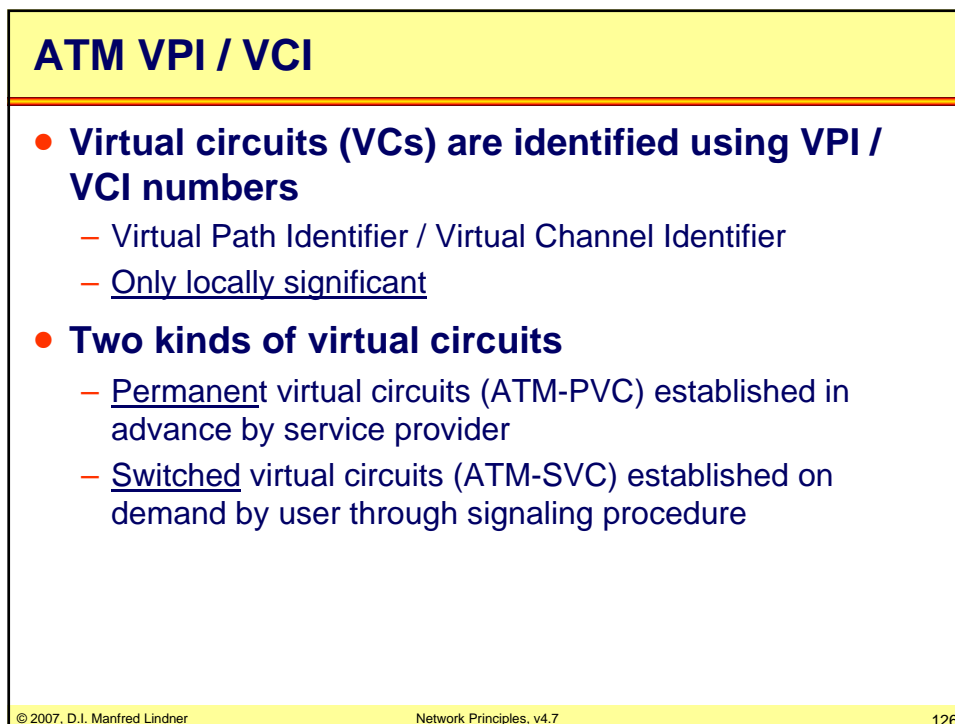 ATM VPI / VCI
• Virtual circuits (VCs) are identified using VPI /
VCI numbers
– Virtual Path Identifier / Virtual Channel Identifier
– Only locally significant
• Two kinds of virtual circuits
– Permanent virtual circuits (ATM-PVC) established in
advance by service provider
– Switched virtual circuits (ATM-SVC) established on
demand by user through signaling procedure
© 2007, D.I. Manfred Lindner
Network Principles, v4.7
126